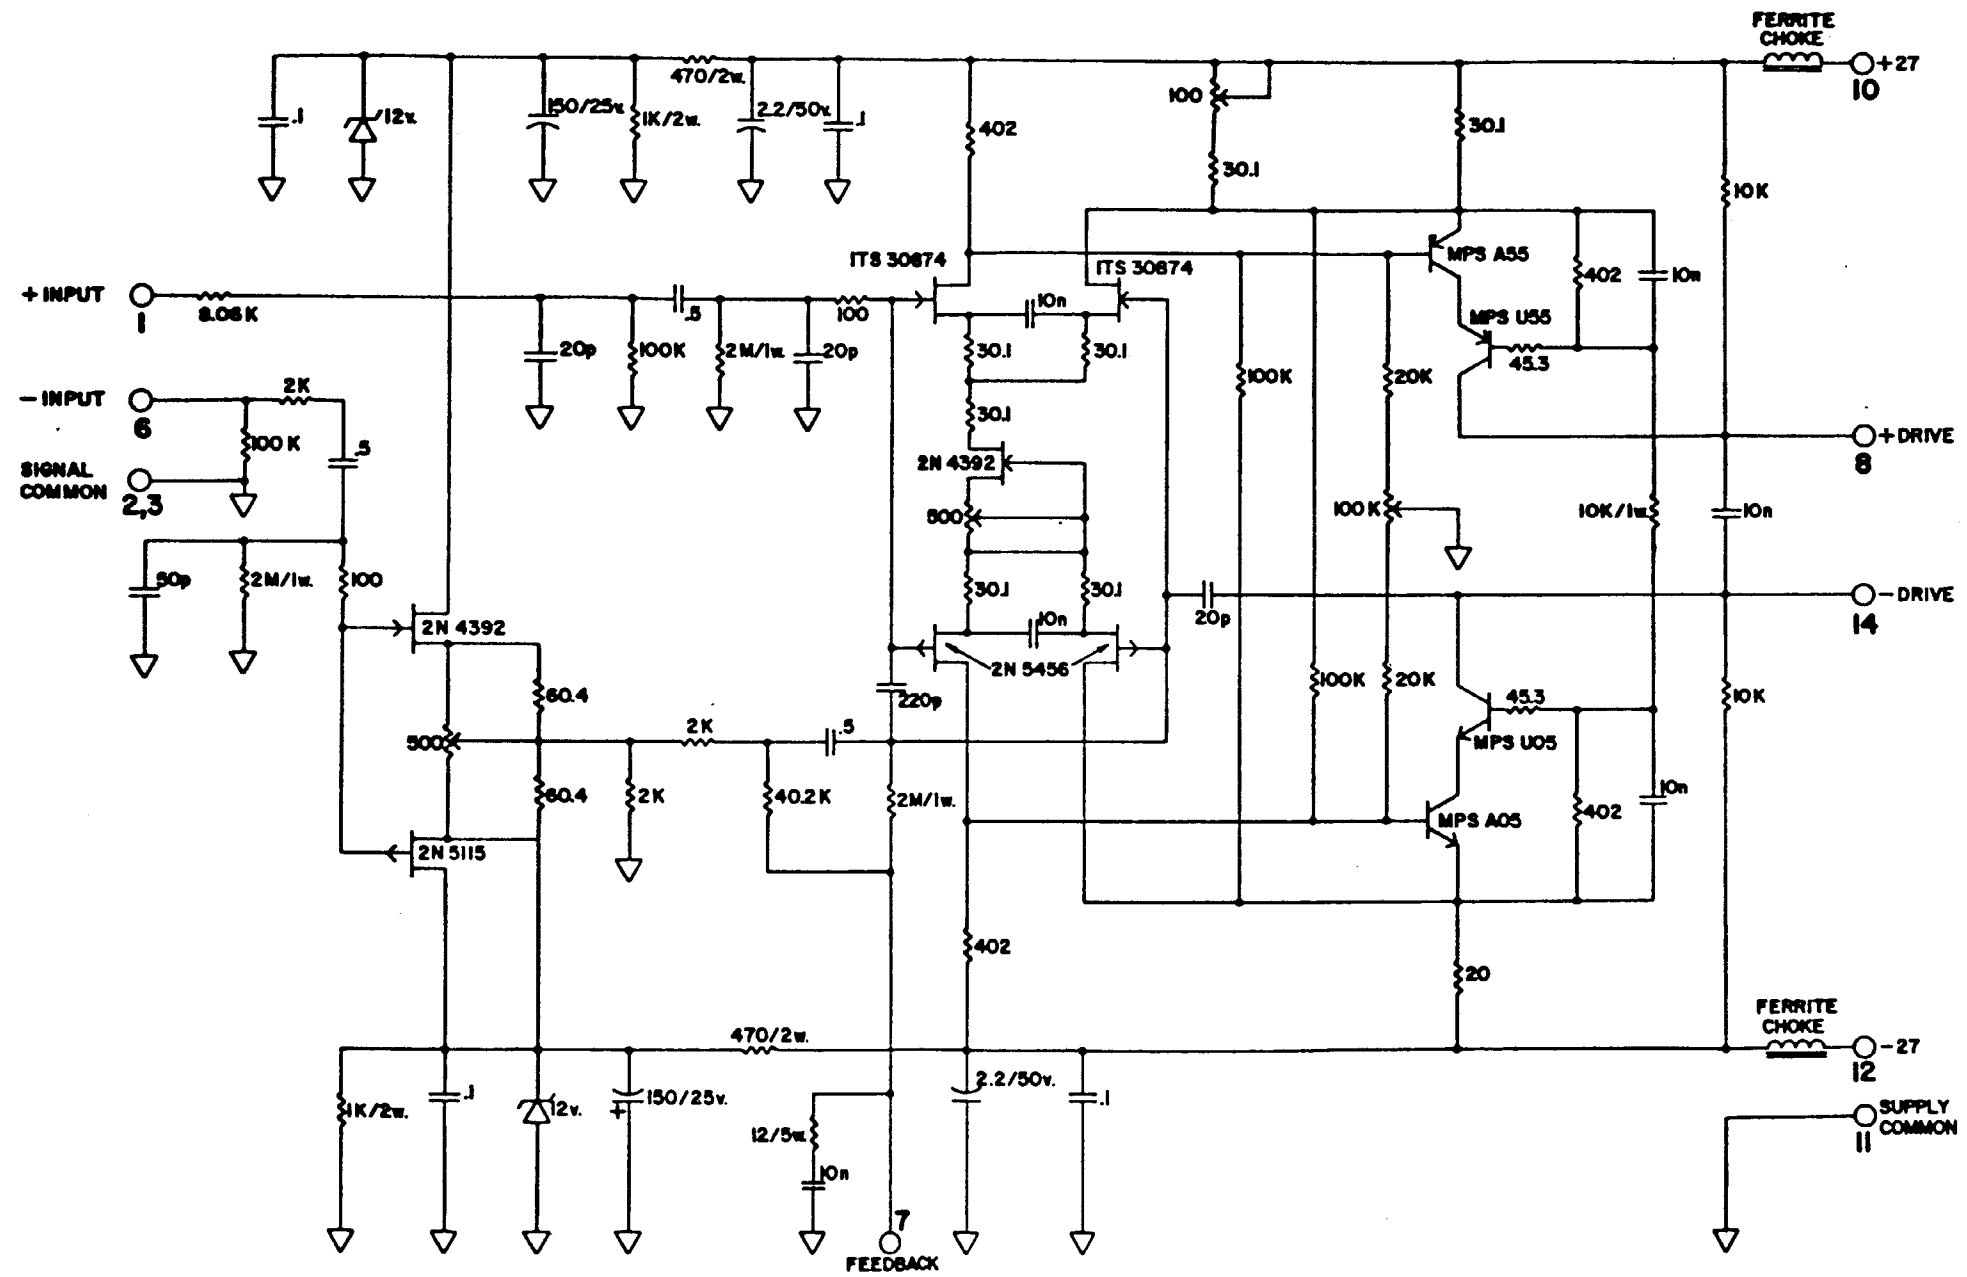 FERRITE
CHOKE
+27
10
.1
12v.
150/25v.
1K/2w.
470/2w.
2.2/50v.
.1
402
100
30.1
30.1
10K
ITS 30874
ITS 30874
MPS A55
402
10n
+ INPUT
1
8.06K
.5
100
10n
MPS U55
20p
100K
2M/1w.
20p
30.1
30.1
100K
20K
45.3
- INPUT
6
2K
30.1
+ DRIVE
8
100 K
.5
2N 4392
SIGNAL
COMMON
2,3
500
100 K
10K/1w.
10n
50p
2M/1w.
100
30.1
30.1
- DRIVE
14
20p
10n
2N 4392
2N 5456
60.4
220p
100K
20K
45.3
10K
500
2K
.5
MPS U05
60.4
2K
40.2K
2M/1w.
10n
402
MPS A05
2N 5115
402
20
470/2w.
FERRITE
CHOKE
-27
12
1K/2w.
.1
12v.
+
150/25v.
2.2/50v.
.1
12/5w.
10n
SUPPLY
COMMON
11
7
FEEDBACK